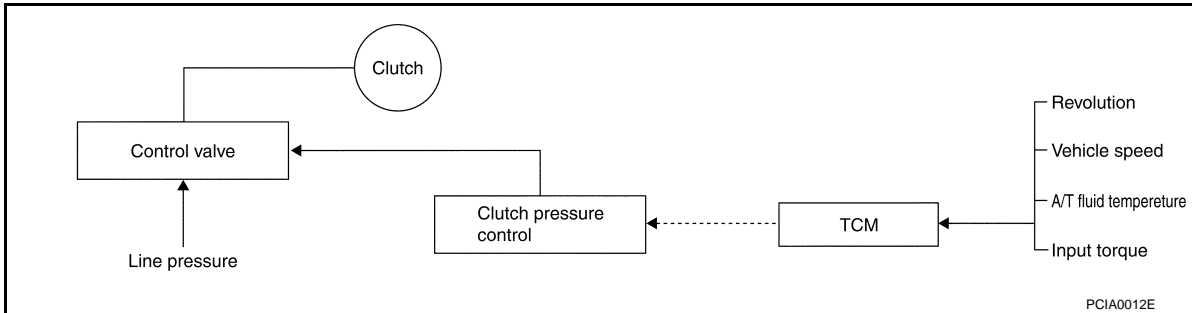 Clutch
Control valve
Line pressure
Clutch pressure
control
TCM
Revolution
Vehicle speed
A/T fluid tempereture
Input torque
PCIA0012E